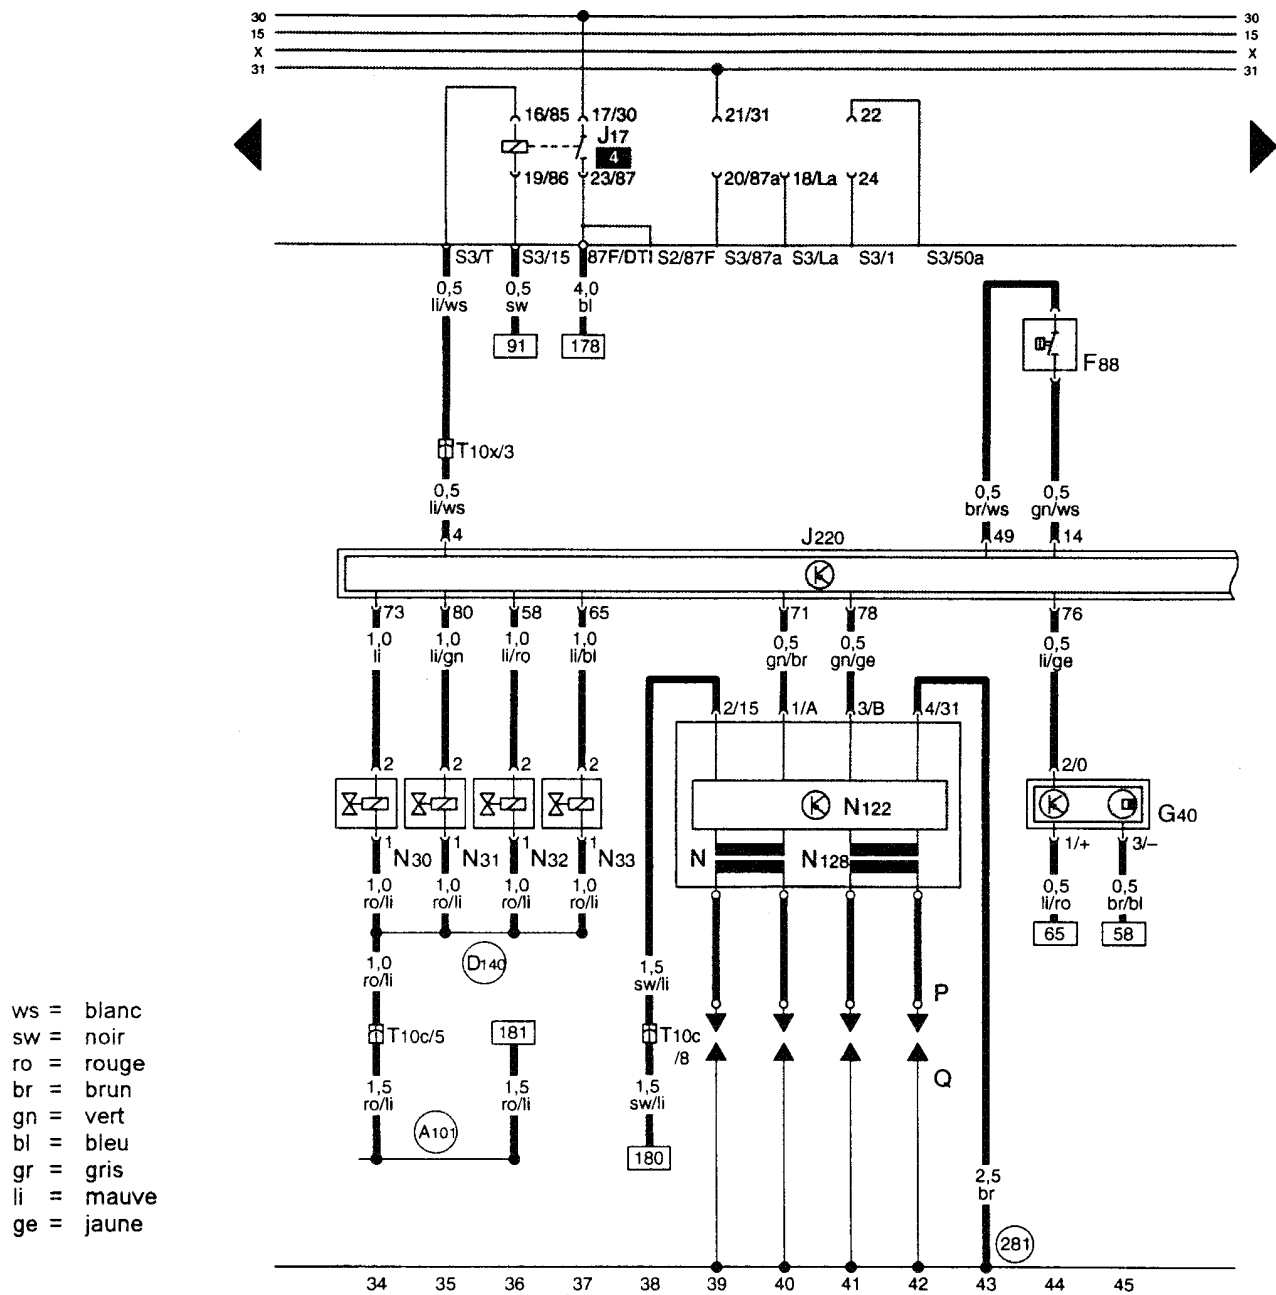 30 30
15 15
X X
31 31
16/85 17/30 21/31 22
J17
4
19/86 23/87 20/87a 18/La 24
S3/T S3/15 87F/DTI S2/87F S3/87a S3/La S3/1 S3/50a
0,5 0,5 4,0
li/ws sw bl
91 178
F88
T10x/3
0,5 0,5 0,5
li/ws br/ws gn/ws
4 J220 49 14
73 80 58 65 71 78 76
1,0 1,0 1,0 1,0 0,5 0,5 0,5
li li/gn li/ro li/bl gn/br gn/ge li/ge
2/15 1/A 3/B 4/31
2 2 2 2 2/0
N122 G40
1 1 1 1 1/+ 3/–
N30 N31 N32 N33 N N128
1,0 1,0 1,0 1,0 0,5 0,5
ro/li ro/li ro/li ro/li li/ro br/bl
65 58
D140
1,0 1,5
ro/li sw/li
P
T10c/5 181 T10c
/8
Q
1,5 1,5 1,5
ro/li ro/li sw/li
A101
180
2,5
br
281
ws = blanc
sw = noir
ro = rouge
br = brun
gn = vert
bl = bleu
gr = gris
li = mauve
ge = jaune
34 35 36 37 38 39 40 41 42 43 44 45